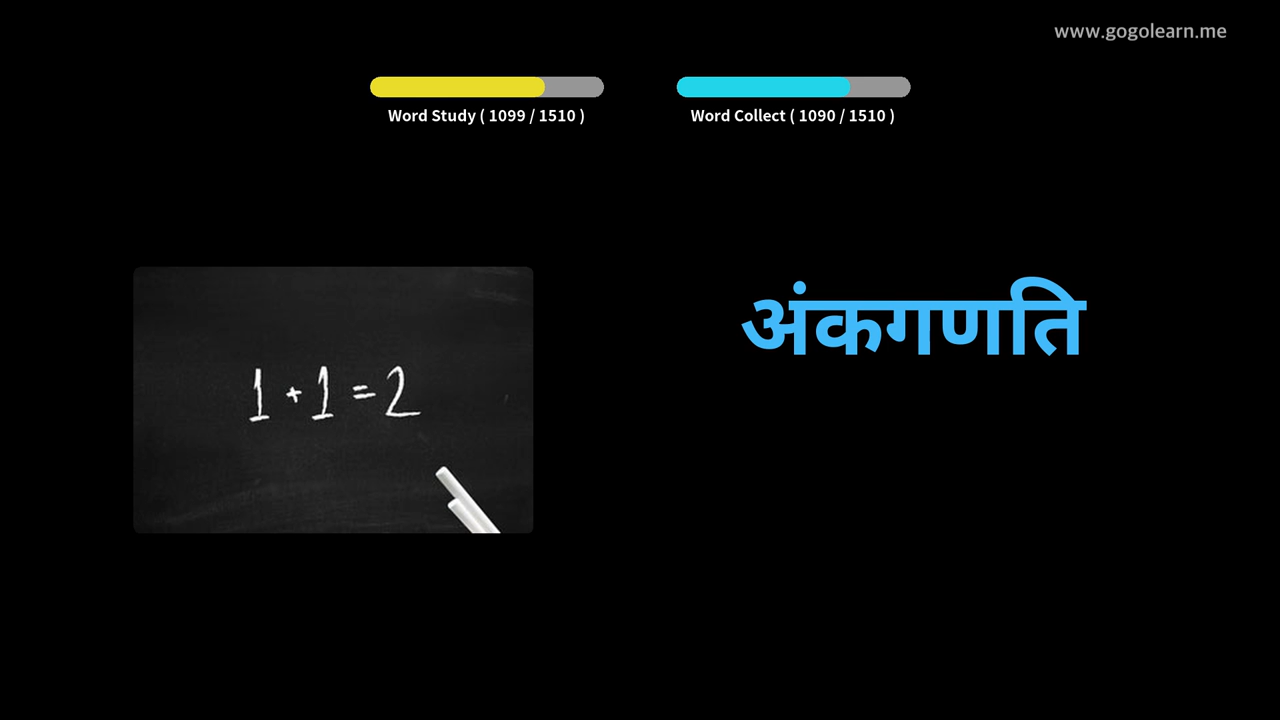 www.gogolearn.me
Word Study ( 1099 / 1510 )
Word Collect ( 1090 / 1510 )
अंकगणति
1 + 1 = 2